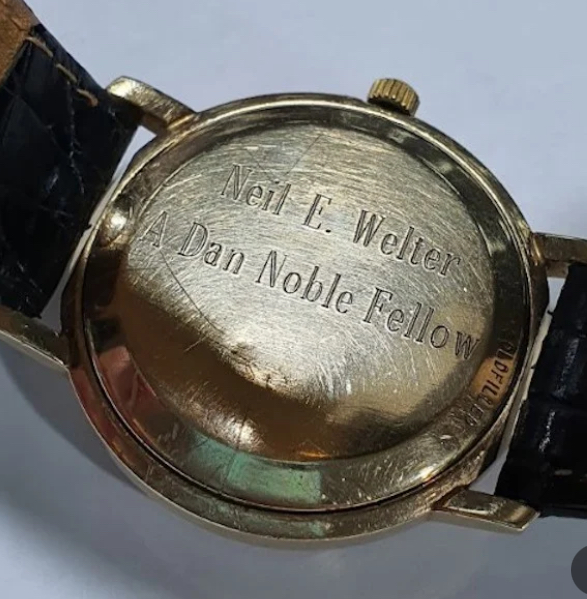 Neil E. Welter
A Dan Noble Fellow